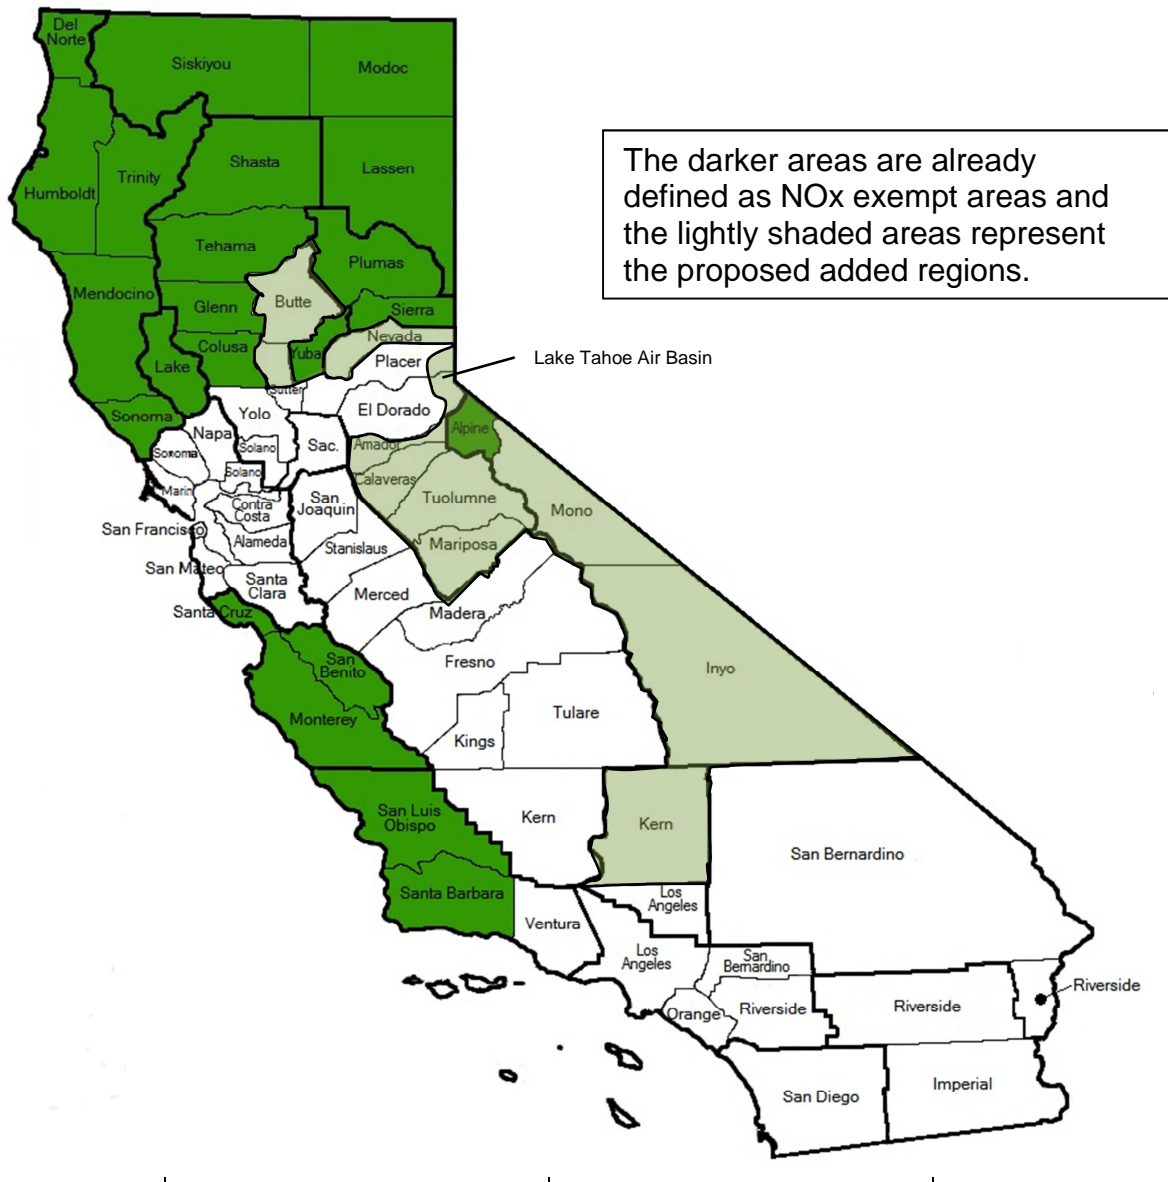 Del
Norte
Siskiyou
Modoc
Shasta
Lassen
Trinity
Humboldt
The darker areas are already
defined as NOx exempt areas and
the lightly shaded areas represent
the proposed added regions.
Tehama
Plumas
Mendocino
Butte
Glenn
Sierra
Nevada
Colusa
Yuba
Placer
Lake Tahoe Air Basin
Lake
Sutter
El Dorado
Sonoma
Yolo
Napa
Alpine
Sac.
Amador
Solano
Sonoma
Solano
Calaveras
Marin
Tuolumne
San
Joaquin
Contra
Costa
Mono
San Francisco
Alameda
Stanislaus
Mariposa
San Mateo
Santa
Clara
Merced
Santa Cruz
Madera
San
Benito
Fresno
Inyo
Monterey
Tulare
Kings
San Luis
Obispo
Kern
Kern
San Bernardino
Santa Barbara
Los
Angeles
Ventura
Los
Angeles
San
Bernardino
Riverside
Orange
Riverside
Riverside
San Diego
Imperial